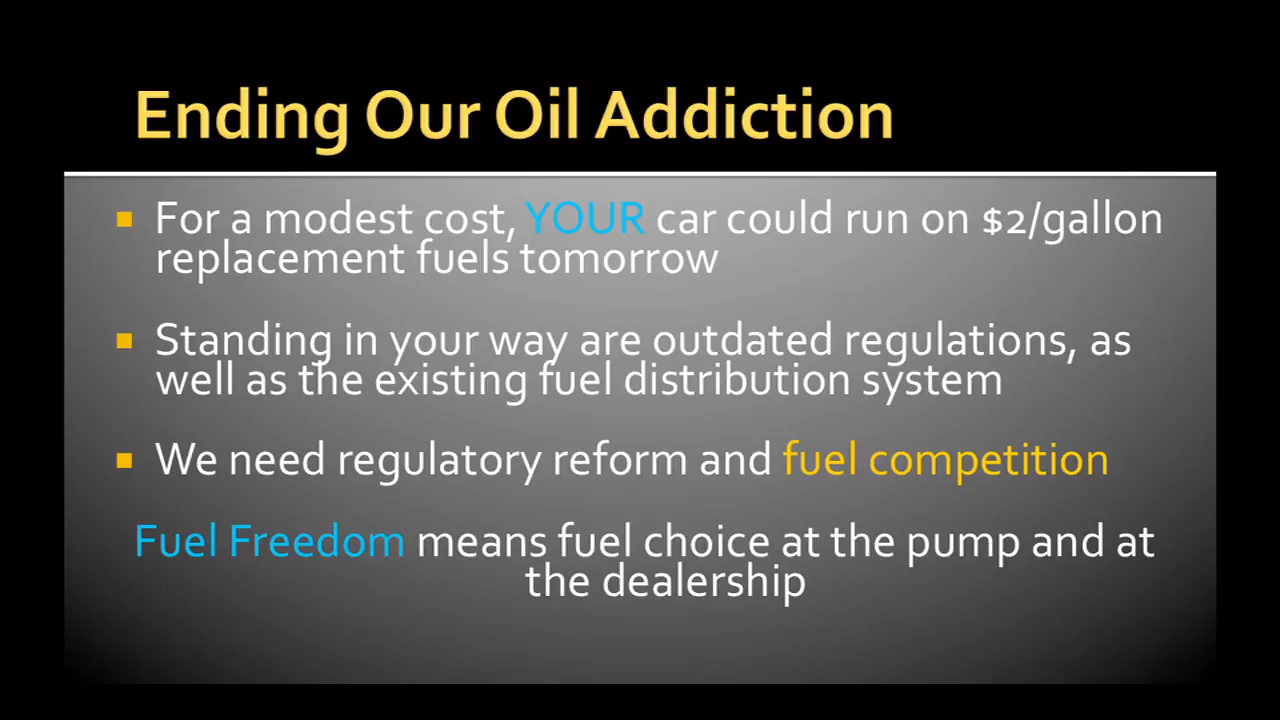 Ending Our Oil Addiction
For a modest cost, YOUR car could run on $2/gallon
replacement fuels tomorrow
Standing in your way are outdated regulations, as
well as the existing fuel distribution system
We need regulatory reform and fuel competition
Fuel Freedom means fuel choice at the pump and at
the dealership